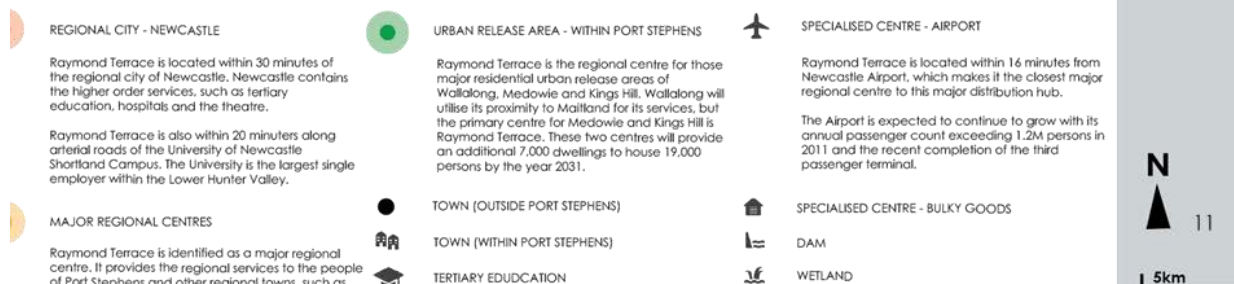 REGIONAL CITY - NEWCASTLE
Raymond Terrace is located within 30 minutes of
the regional city of Newcastle. Newcastle contains
the higher order services, such as tertiary
education, hospitals and the theatre.
Raymond Terrace is also within 20 minuters along
arterial roads of the University of Newcastle
Shortland Campus. The University is the largest single
employer within the Lower Hunter Valley.
MAJOR REGIONAL CENTRES
Raymond Terrace is identified as a major regional
centre. It provides the regional services to the people
of Port Stephens and other regional towns, such as
URBAN RELEASE AREA - WITHIN PORT STEPHENS
Raymond Terrace is the regional centre for those
major residential urban release areas of
Wallalong, Medowie and Kings Hill. Wallalong will
utilise its proximity to Maitland for its services, but
the primary centre for Medowie and Kings Hill is
Raymond Terrace. These two centres will provide
an additional 7,000 dwellings to house 19,000
persons by the year 2031.
TOWN (OUTSIDE PORT STEPHENS)
TOWN (WITHIN PORT STEPHENS)
TERTIARY EDUDCATION
SPECIALISED CENTRE - AIRPORT
Raymond Terrace is located within 16 minutes from
Newcastle Airport, which makes it the closest major
regional centre to this major distribution hub.
The Airport is expected to continue to grow with its
annual passenger count exceeding 1.2M persons in
2011 and the recent completion of the third
passenger terminal.
SPECIALISED CENTRE - BULKY GOODS
DAM
WETLAND
N
11
5km